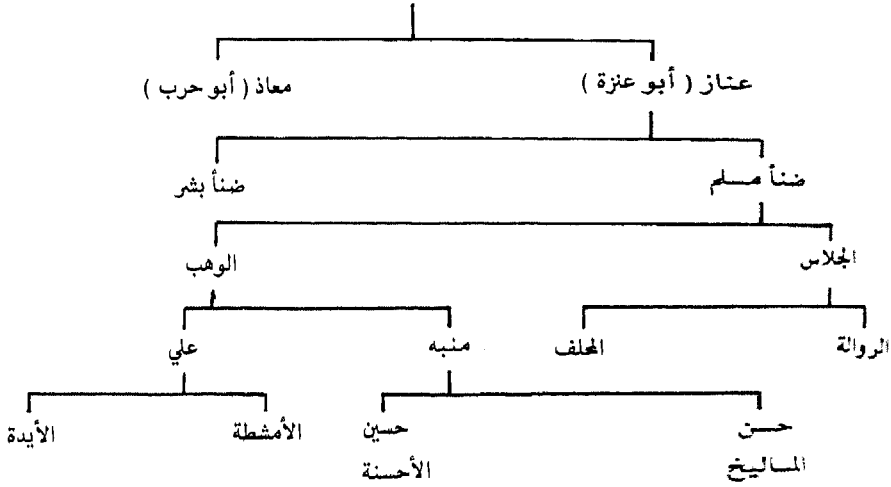 عناز ( أبو عنزة ) معاذ ( أبو حرب )
ضنأ مسلم ضنأ بشر
الجلاس الوهب
الروالة المحلف منبه علي
حسن حسين الأمشطة الأيدة
المساليخ الأحسنة